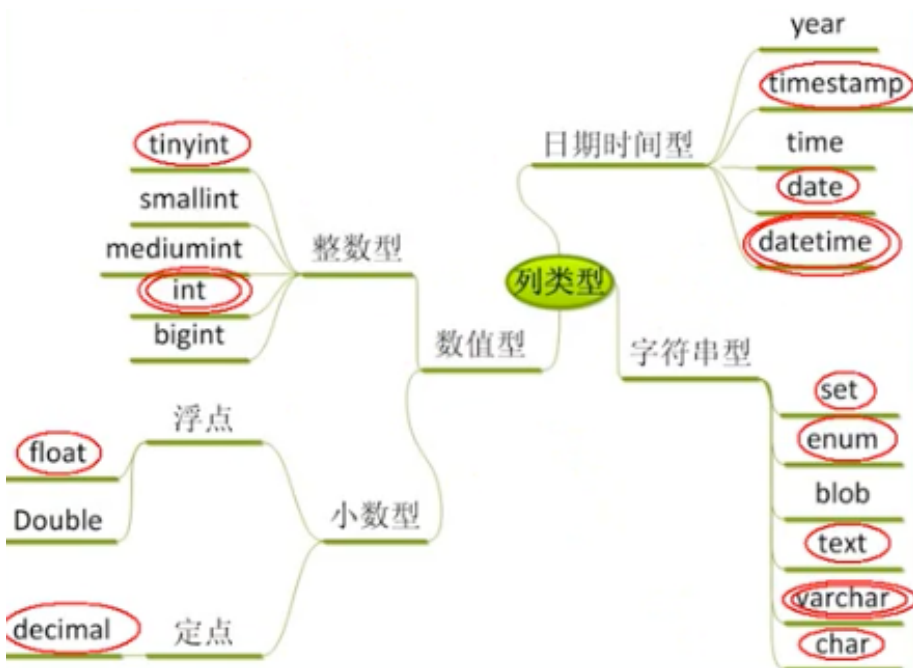 year
timestamp
日期时间型
time
date
datetime
tinyint
smallint
mediumint
int
bigint
整数型
列类型
数值型
字符串型
set
enum
blob
text
varchar
char
浮点
float
Double
小数型
decimal
定点